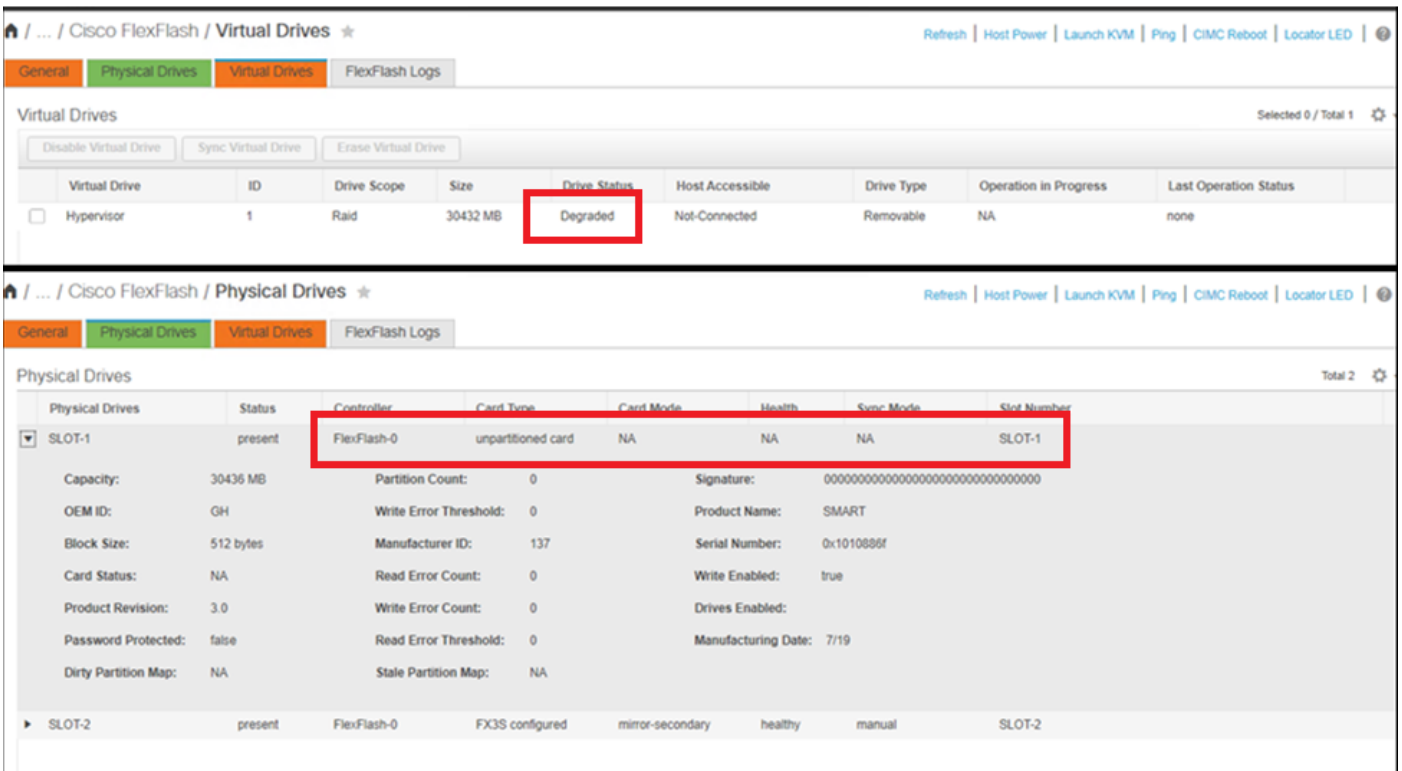 / ... / Cisco FlexFlash / Virtual Drives ★ Refresh | Host Power | Launch KVM | Ping | CIMC Reboot | Locator LED | ?
General Physical Drives Virtual Drives FlexFlash Logs
Virtual Drives Selected 0 / Total 1
Disable Virtual Drive Sync Virtual Drive Erase Virtual Drive
Virtual Drive ID Drive Scope Size Drive Status Host Accessible Drive Type Operation in Progress Last Operation Status
Hypervisor 1 Raid 30432 MB Degraded Not-Connected Removable NA none
/ ... / Cisco FlexFlash / Physical Drives ★ Refresh | Host Power | Launch KVM | Ping | CIMC Reboot | Locator LED | ?
General Physical Drives Virtual Drives FlexFlash Logs
Physical Drives Total 2
Physical Drives Status Controller Card Type Card Mode Health Sync Mode Slot Number
SLOT-1 present FlexFlash-0 unpartitioned card NA NA NA SLOT-1
Capacity: 30436 MB Partition Count: 0 Signature: 00000000000000000000000000000000
OEM ID: GH Write Error Threshold: 0 Product Name: SMART
Block Size: 512 bytes Manufacturer ID: 137 Serial Number: 0x1010886f
Card Status: NA Read Error Count: 0 Write Enabled: true
Product Revision: 3.0 Write Error Count: 0 Drives Enabled:
Password Protected: false Read Error Threshold: 0 Manufacturing Date: 7/19
Dirty Partition Map: NA Stale Partition Map: NA
SLOT-2 present FlexFlash-0 FX3S configured mirror-secondary healthy manual SLOT-2